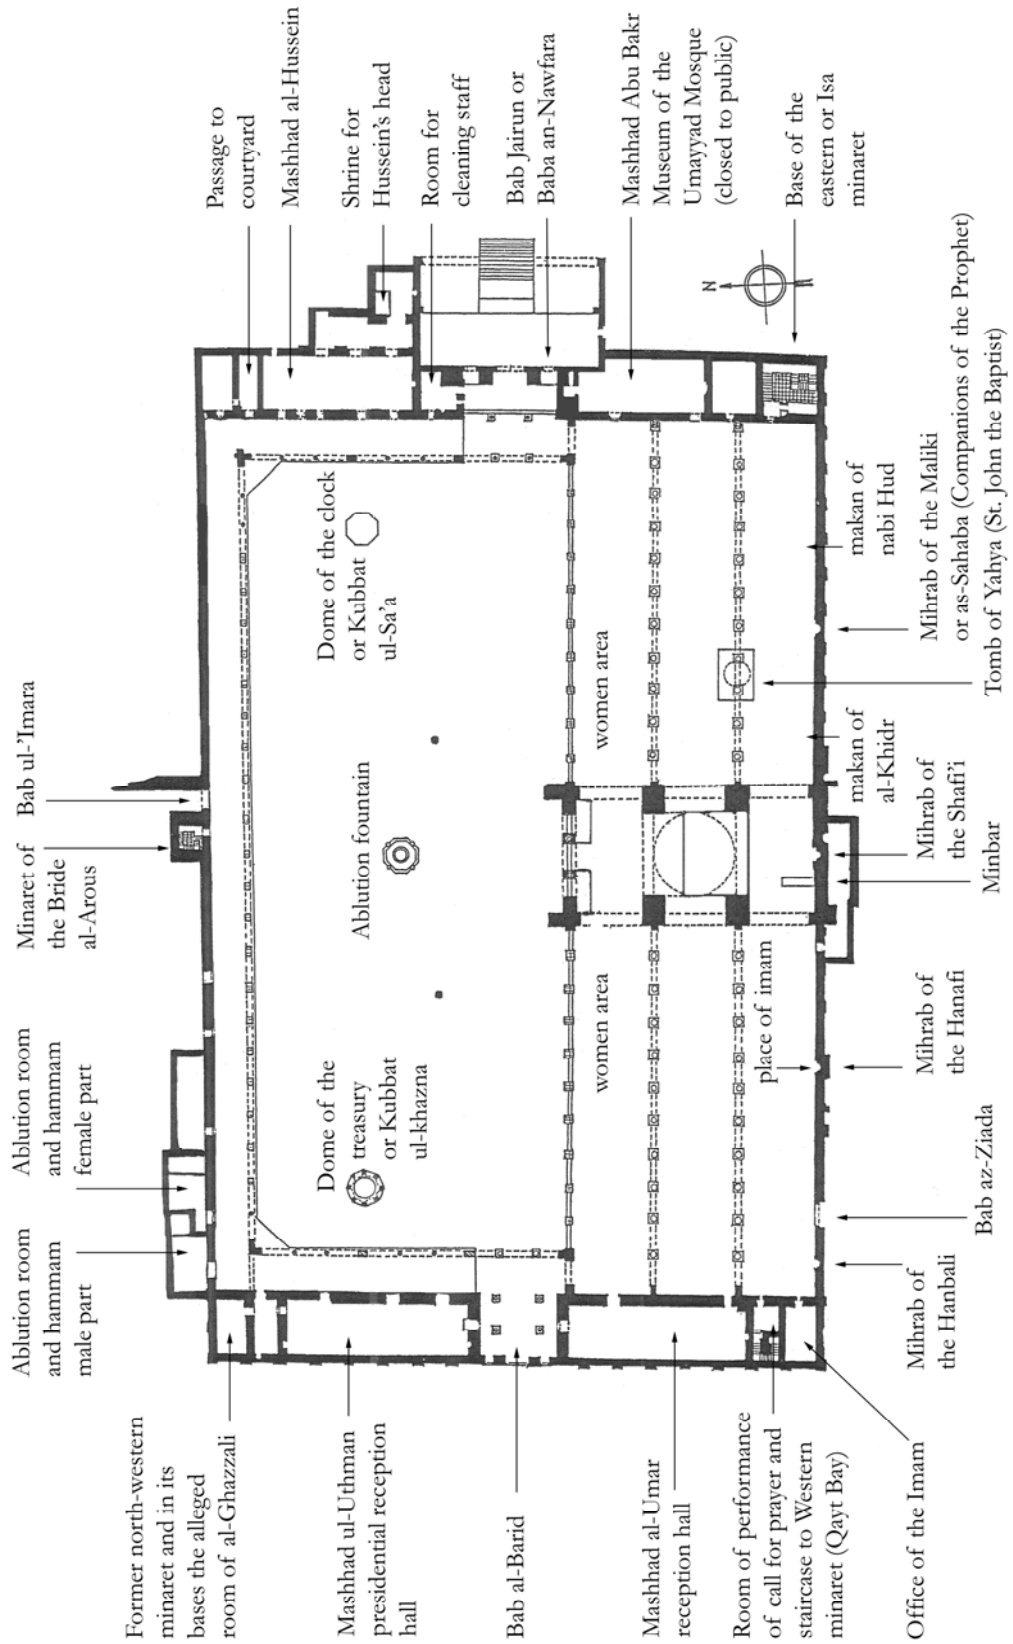 Former north-western
minaret and in its
bases the alleged
room of al-Ghazzali
Mashhad ul-Uthman
presidential reception
hall
Bab al-Barid
Mashhad al-Umar
reception hall
Room of performance
of call for prayer and
staircase to Western
minaret (Qayt Bay)
Office of the Imam
Ablution room
and hammam
male part
Ablution room
and hammam
female part
Minaret of
the Bride
al-Arous
Bab ul-'Imara
Dome of the
treasury
or Kubbat
ul-khazna
Ablution fountain
Dome of the clock
or Kubbat
ul-Sa'a
women area
women area
place of imam
Mihrab of
the Hanbali
Bab az-Ziada
Mihrab of
the Hanafi
Minbar
Mihrab of
the Shafi'i
makan of
al-Khidr
Tomb of Yahya (St. John the Baptist)
Mihrab of the Maliki
or as-Sahaba (Companions of the Prophet)
makan of
nabi Hud
Passage to
courtyard
Mashhad al-Hussein
Shrine for
Hussein's head
Room for
cleaning staff
Bab Jairun or
Baba an-Nawfara
Mashhad Abu Bakr
Museum of the
Umayyad Mosque
(closed to public)
Base of the
eastern or Isa
minaret
N